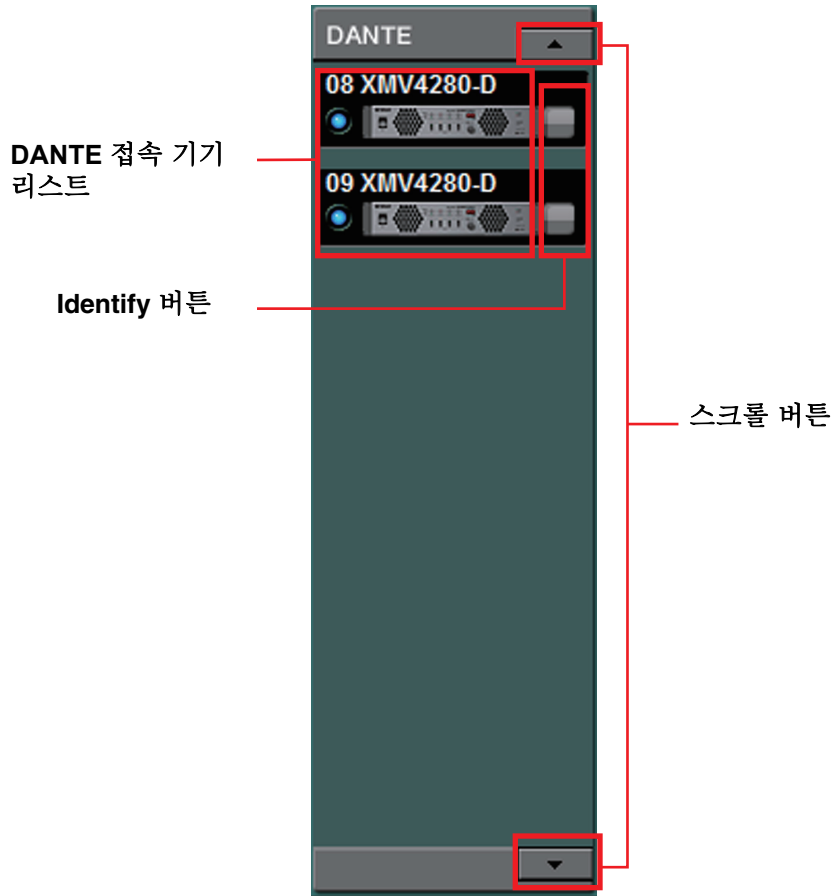 DANTE
08 XMV4280-D
DANTE 접속 기기
리스트
09 XMV4280-D
Identify 버튼
스크롤 버튼